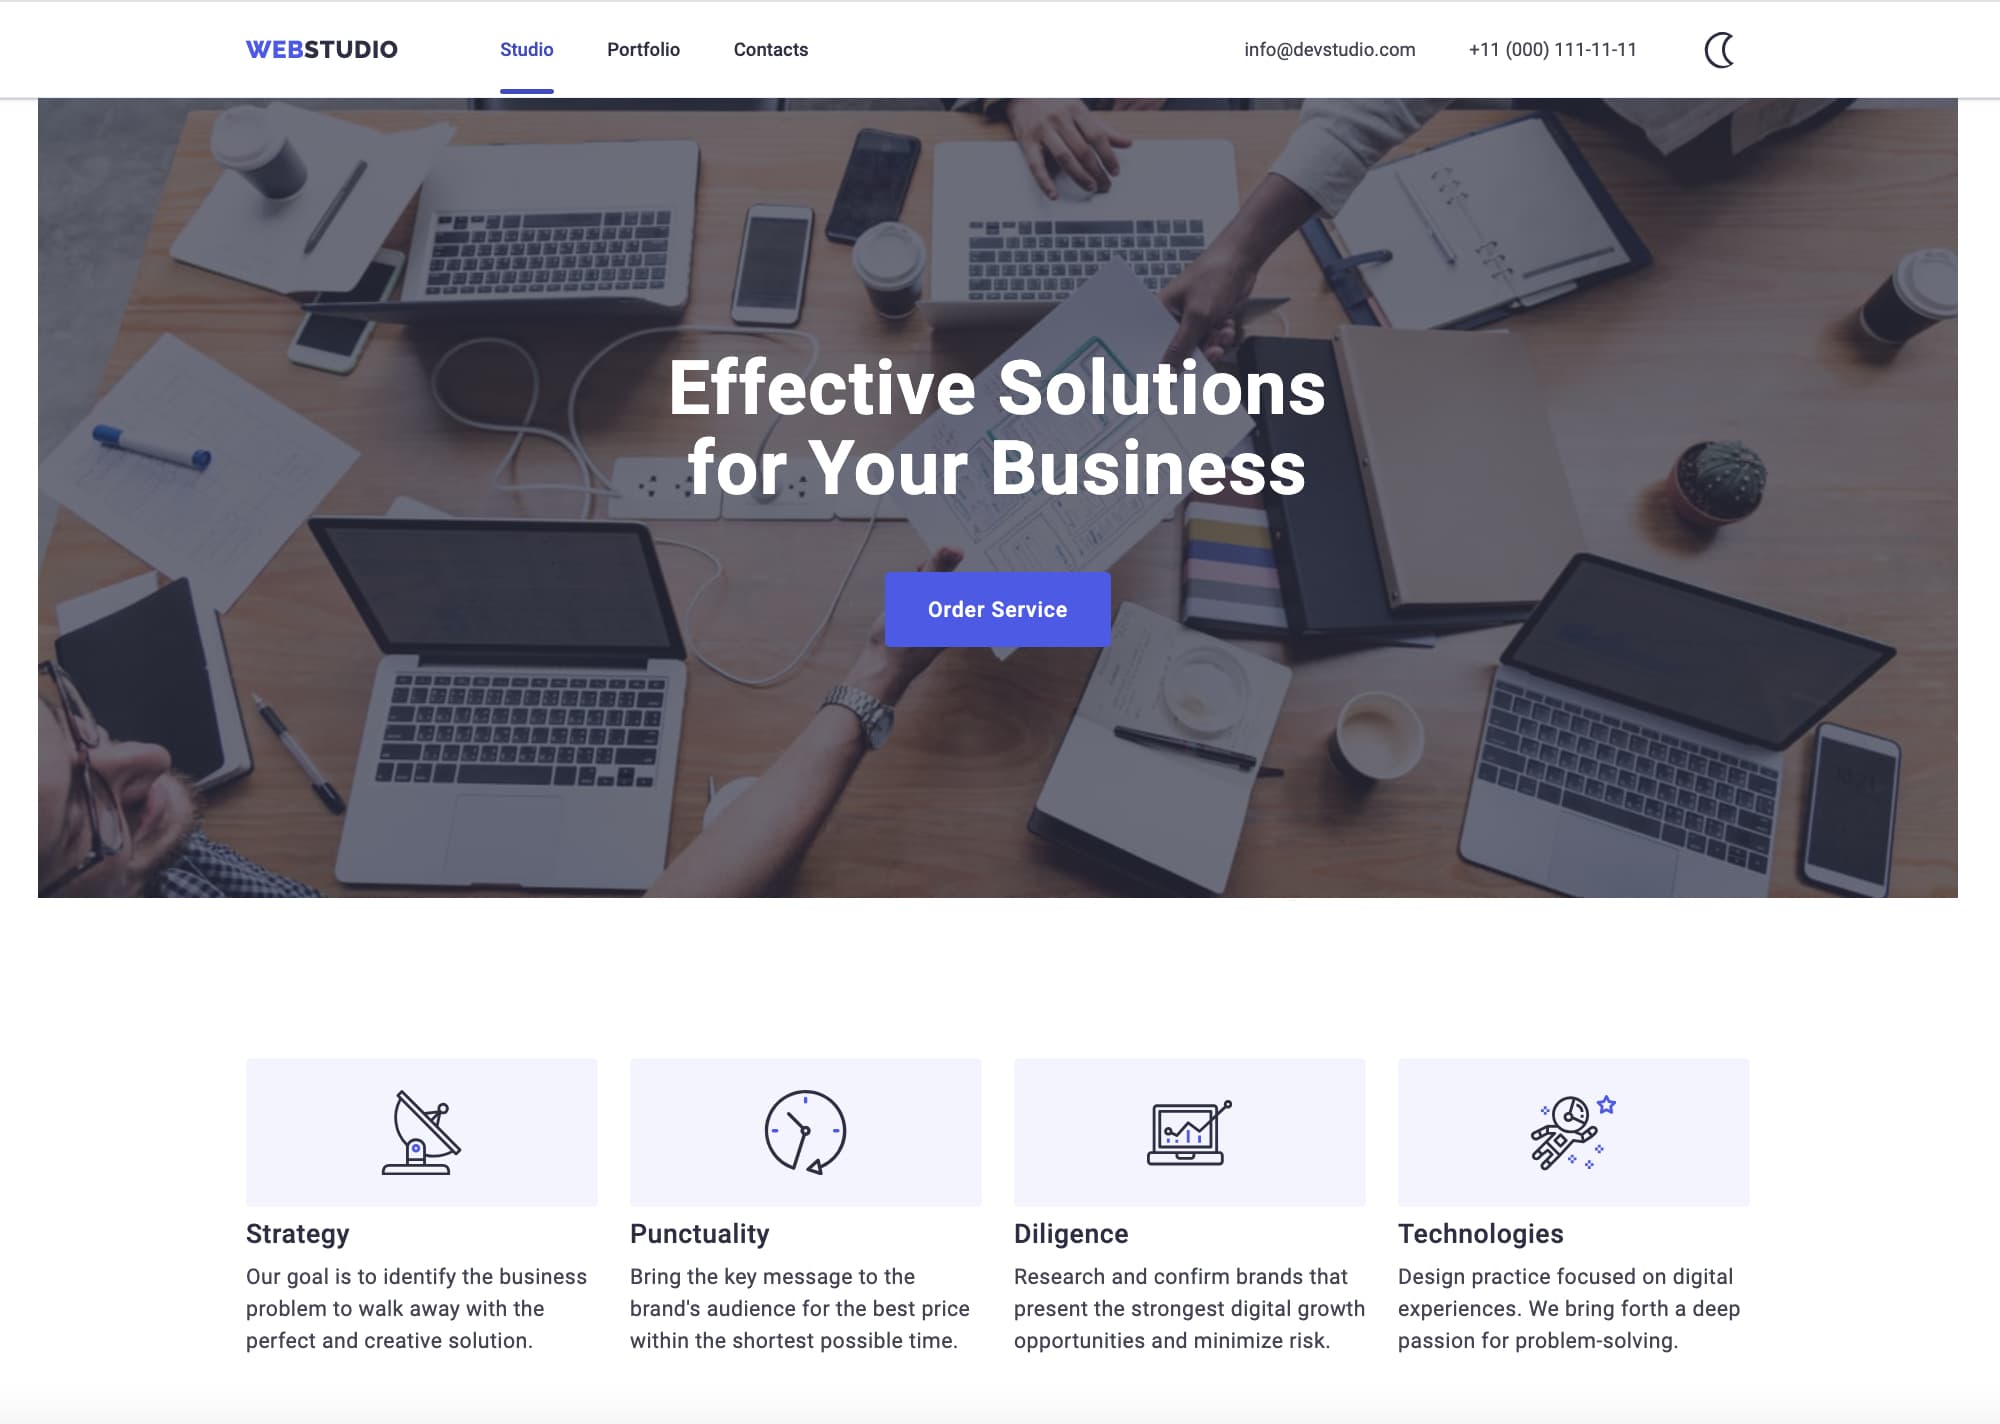 WEBSTUDIO
Studio
Portfolio
Contacts
info@devstudio.com
+11 (000) 111-11-11
Effective Solutions
for Your Business
Order Service
Strategy
Our goal is to identify the business
problem to walk away with the
perfect and creative solution.
Punctuality
Bring the key message to the
brand's audience for the best price
within the shortest possible time.
Diligence
Research and confirm brands that
present the strongest digital growth
opportunities and minimize risk.
Technologies
Design practice focused on digital
experiences. We bring forth a deep
passion for problem-solving.